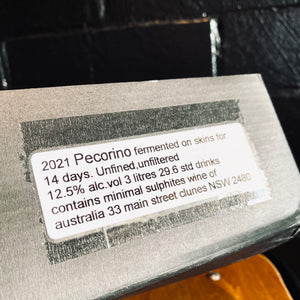 2021 Pecorino fermented on skins for
14 days. Unfined,unfiltered
12.5% alc.vol 3 litres 29.6 std drinks
contains minimal sulphites wine of
australia 33 main street clunes NSW 2480